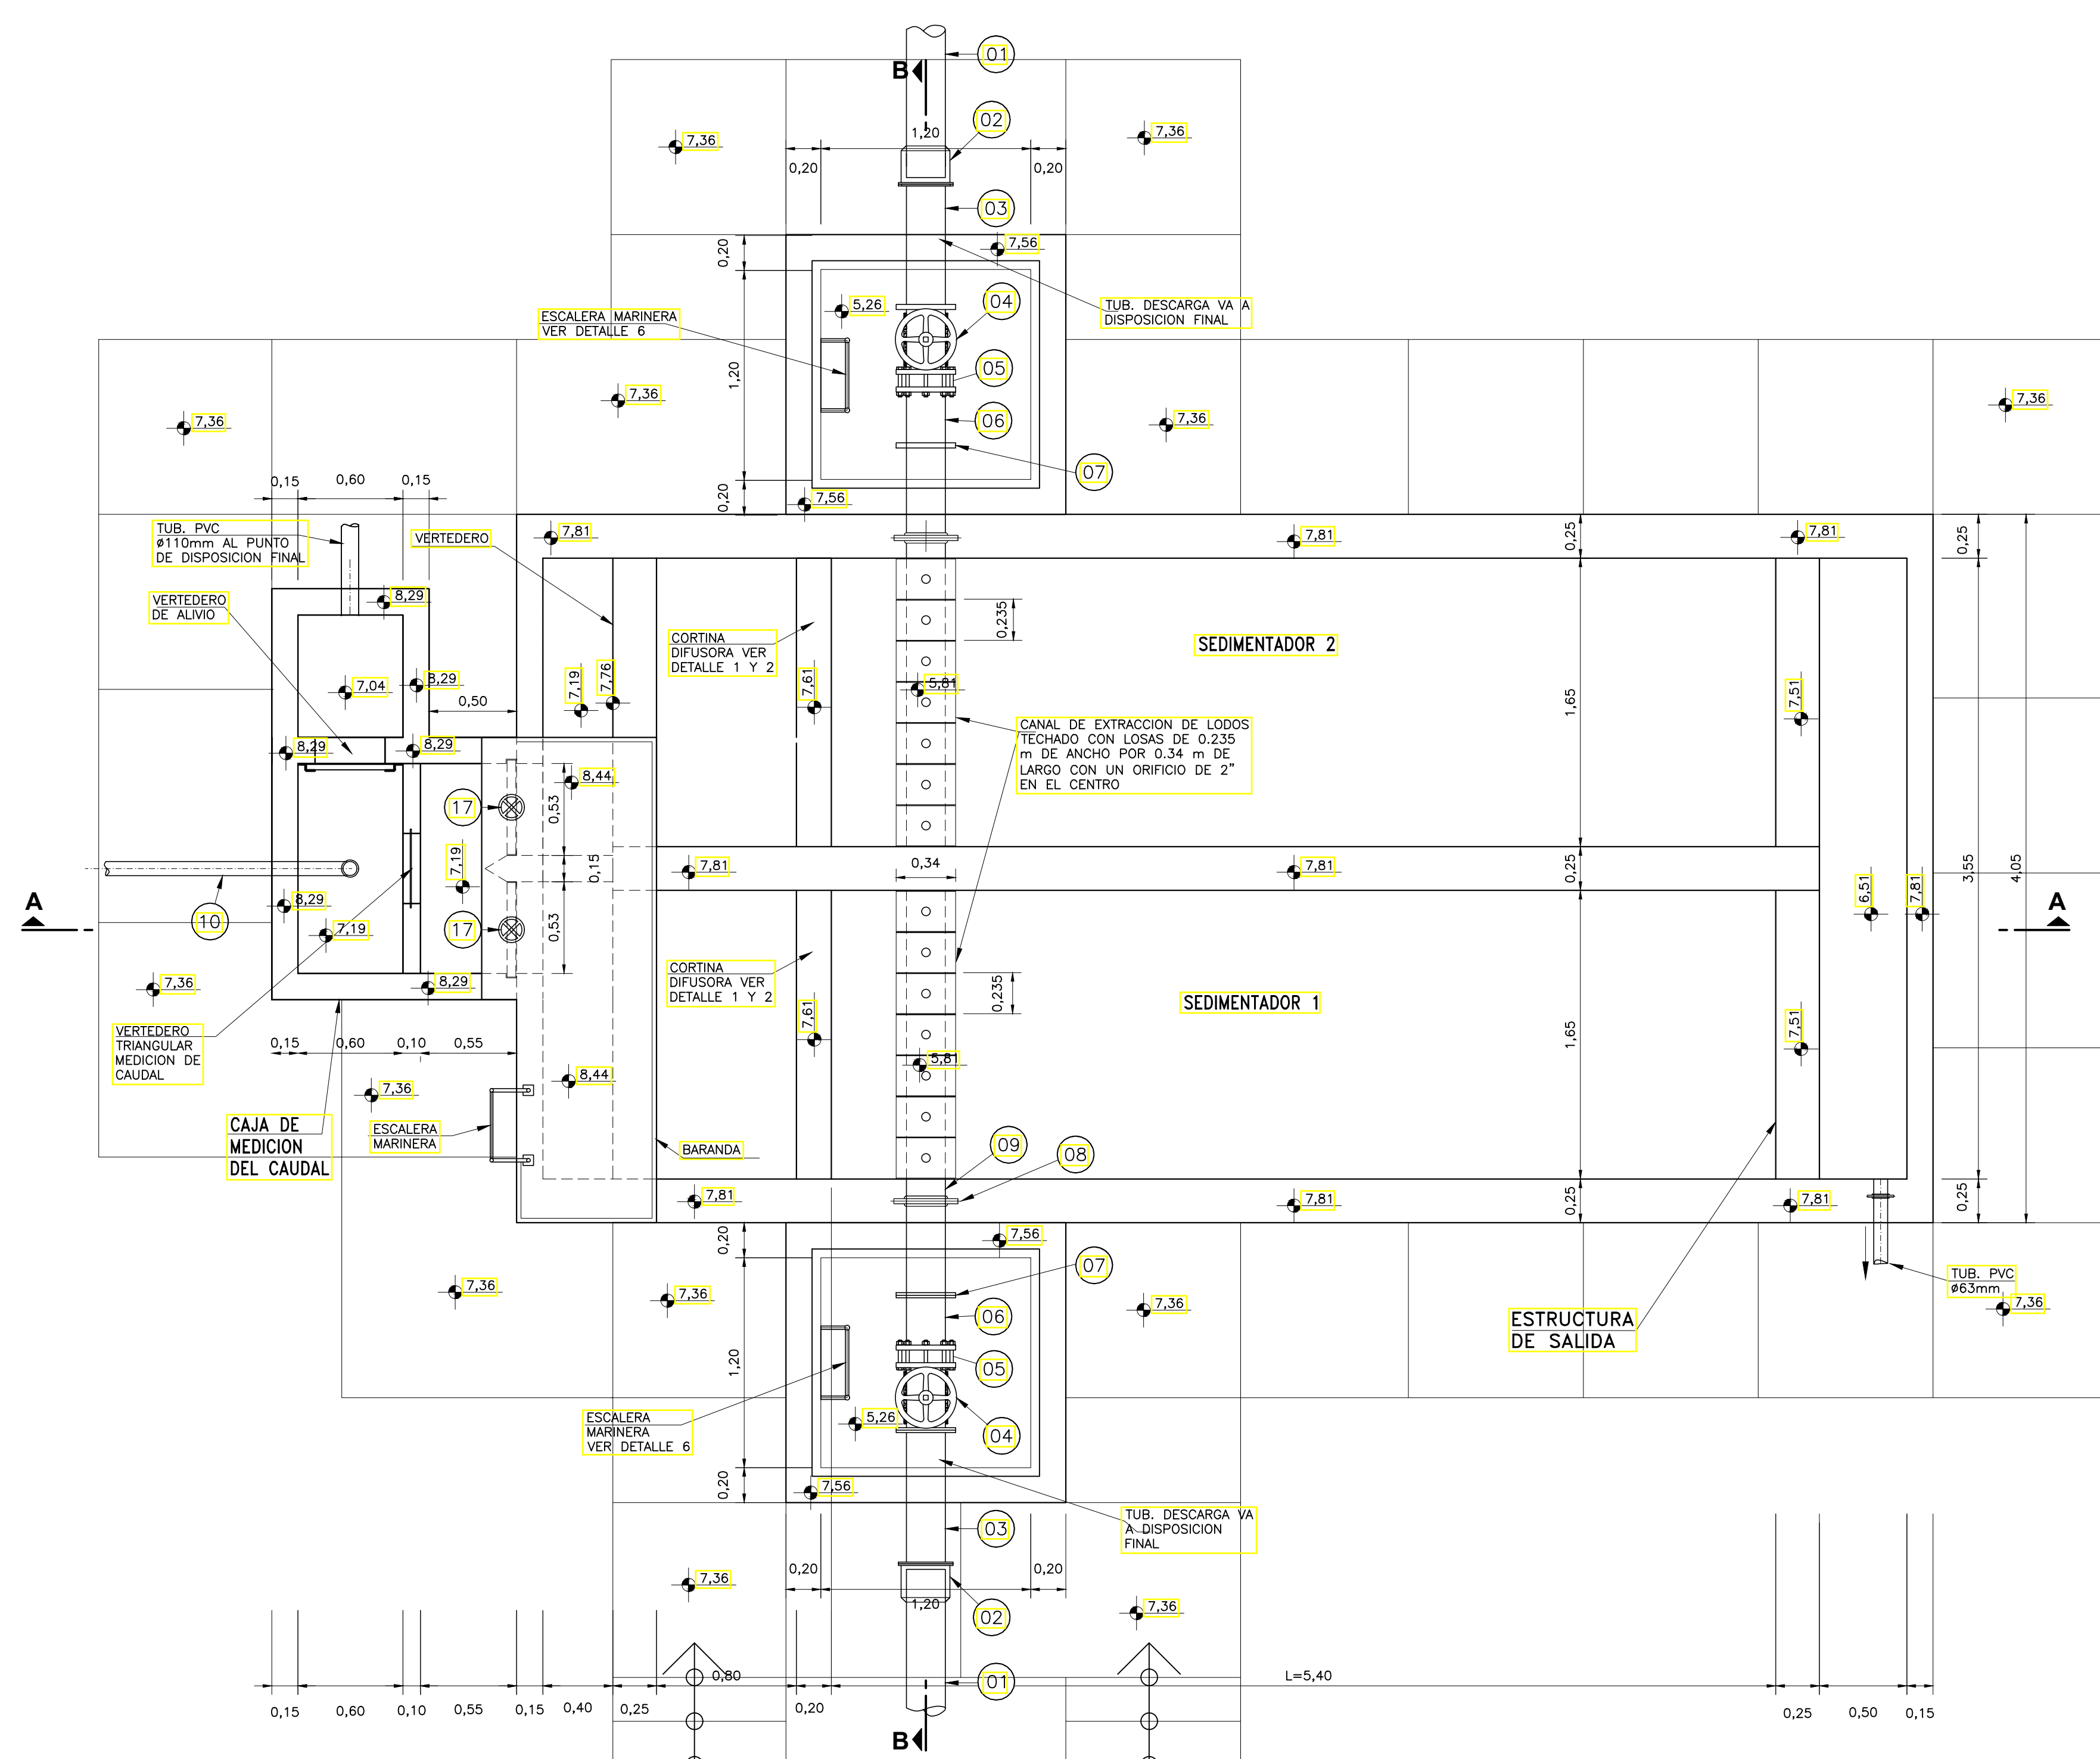 01
B
02
1,20
7,36
7,36
0,20
0,20
03
0,20
7,56
5,26
04
TUB. DESCARGA VA A
DISPOSICION FINAL
ESCALERA MARINERA
VER DETALLE 6
1,20
05
7,36
7,36
7,36
7,36
06
07
0,15
0,60
0,15
0,20
7,56
TUB. PVC
ø110mm AL PUNTO
DE DISPOSICION FINAL
VERTEDERO
7,81
7,81
0,25
7,81
0,25
VERTEDERO
DE ALIVIO
8,29
0,235
CORTINA
DIFUSORA VER
DETALLE 1 Y 2
SEDIMENTADOR 2
7,04
8,29
0,50
7,19
7,76
7,61
5,81
1,65
7,51
CANAL DE EXTRACCION DE LODOS
TECHADO CON LOSAS DE 0.235
m DE ANCHO POR 0.34 m DE
LARGO CON UN ORIFICIO DE 2"
EN EL CENTRO
8,29
8,29
8,44
17
0,53
7,19
0,15
7,81
0,34
7,81
0,25
3,55
4,05
A
8,29
10
7,19
17
0,53
6,51
7,81
A
7,36
8,29
CORTINA
DIFUSORA VER
DETALLE 1 Y 2
0,235
SEDIMENTADOR 1
7,61
1,65
7,51
VERTEDERO
TRIANGULAR
MEDICION DE
CAUDAL
0,15
0,60
0,10
0,55
5,81
7,36
8,44
CAJA DE
MEDICION
DEL CAUDAL
ESCALERA
MARINERA
BARANDA
09
08
7,81
7,81
0,25
7,81
0,25
0,20
7,56
07
7,36
7,36
7,36
TUB. PVC
ø63mm
7,36
06
ESTRUCTURA
DE SALIDA
1,20
05
ESCALERA
MARINERA
VER DETALLE 6
5,26
04
0,20
7,56
TUB. DESCARGA VA
A DISPOSICION
FINAL
03
0,20
0,20
7,36
1,20
02
7,36
0,80
01
L=5,40
0,15
0,60
0,10
0,55
0,15
0,40
0,25
0,20
0,25
0,50
0,15
B